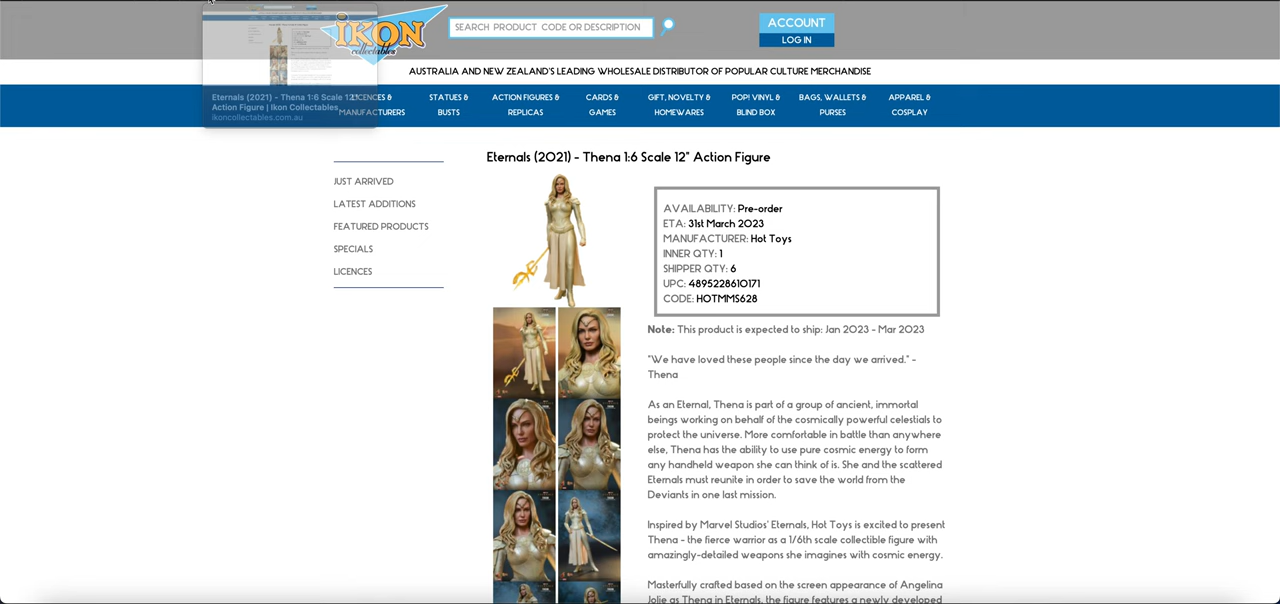 Eternals (2021) - Thena 1:6 Scale 12"
Action Figure | Ikon Collectables
ikoncollectables.com.au
IKON
collectables
SEARCH PRODUCT CODE OR DESCRIPTION
ACCOUNT
LOG IN
AUSTRALIA AND NEW ZEALAND'S LEADING WHOLESALE DISTRIBUTOR OF POPULAR CULTURE MERCHANDISE
LICENCES &
MANUFACTURERS
STATUES &
BUSTS
ACTION FIGURES &
REPLICAS
CARDS &
GAMES
GIFT, NOVELTY &
HOMEWARES
POP! VINYL &
BLIND BOX
BAGS, WALLETS &
PURSES
APPAREL &
COSPLAY
JUST ARRIVED
LATEST ADDITIONS
FEATURED PRODUCTS
SPECIALS
LICENCES
Eternals (2021) - Thena 1:6 Scale 12" Action Figure
AVAILABILITY: Pre-order
ETA: 31st March 2023
MANUFACTURER: Hot Toys
INNER QTY: 1
SHIPPER QTY: 6
UPC: 4895228610171
CODE: HOTMMS628
Note: This product is expected to ship: Jan 2023 - Mar 2023
"We have loved these people since the day we arrived." -
Thena
As an Eternal, Thena is part of a group of ancient, immortal
beings working on behalf of the cosmically powerful celestials to
protect the universe. More comfortable in battle than anywhere
else, Thena has the ability to use pure cosmic energy to form
any handheld weapon she can think of is. She and the scattered
Eternals must reunite in order to save the world from the
Deviants in one last mission.
Inspired by Marvel Studios' Eternals, Hot Toys is excited to present
Thena - the fierce warrior as a 1/6th scale collectible figure with
amazingly-detailed weapons she imagines with cosmic energy.
Masterfully crafted based on the screen appearance of Angelina
Jolie as Thena in Eternals, the figure features a newly developed